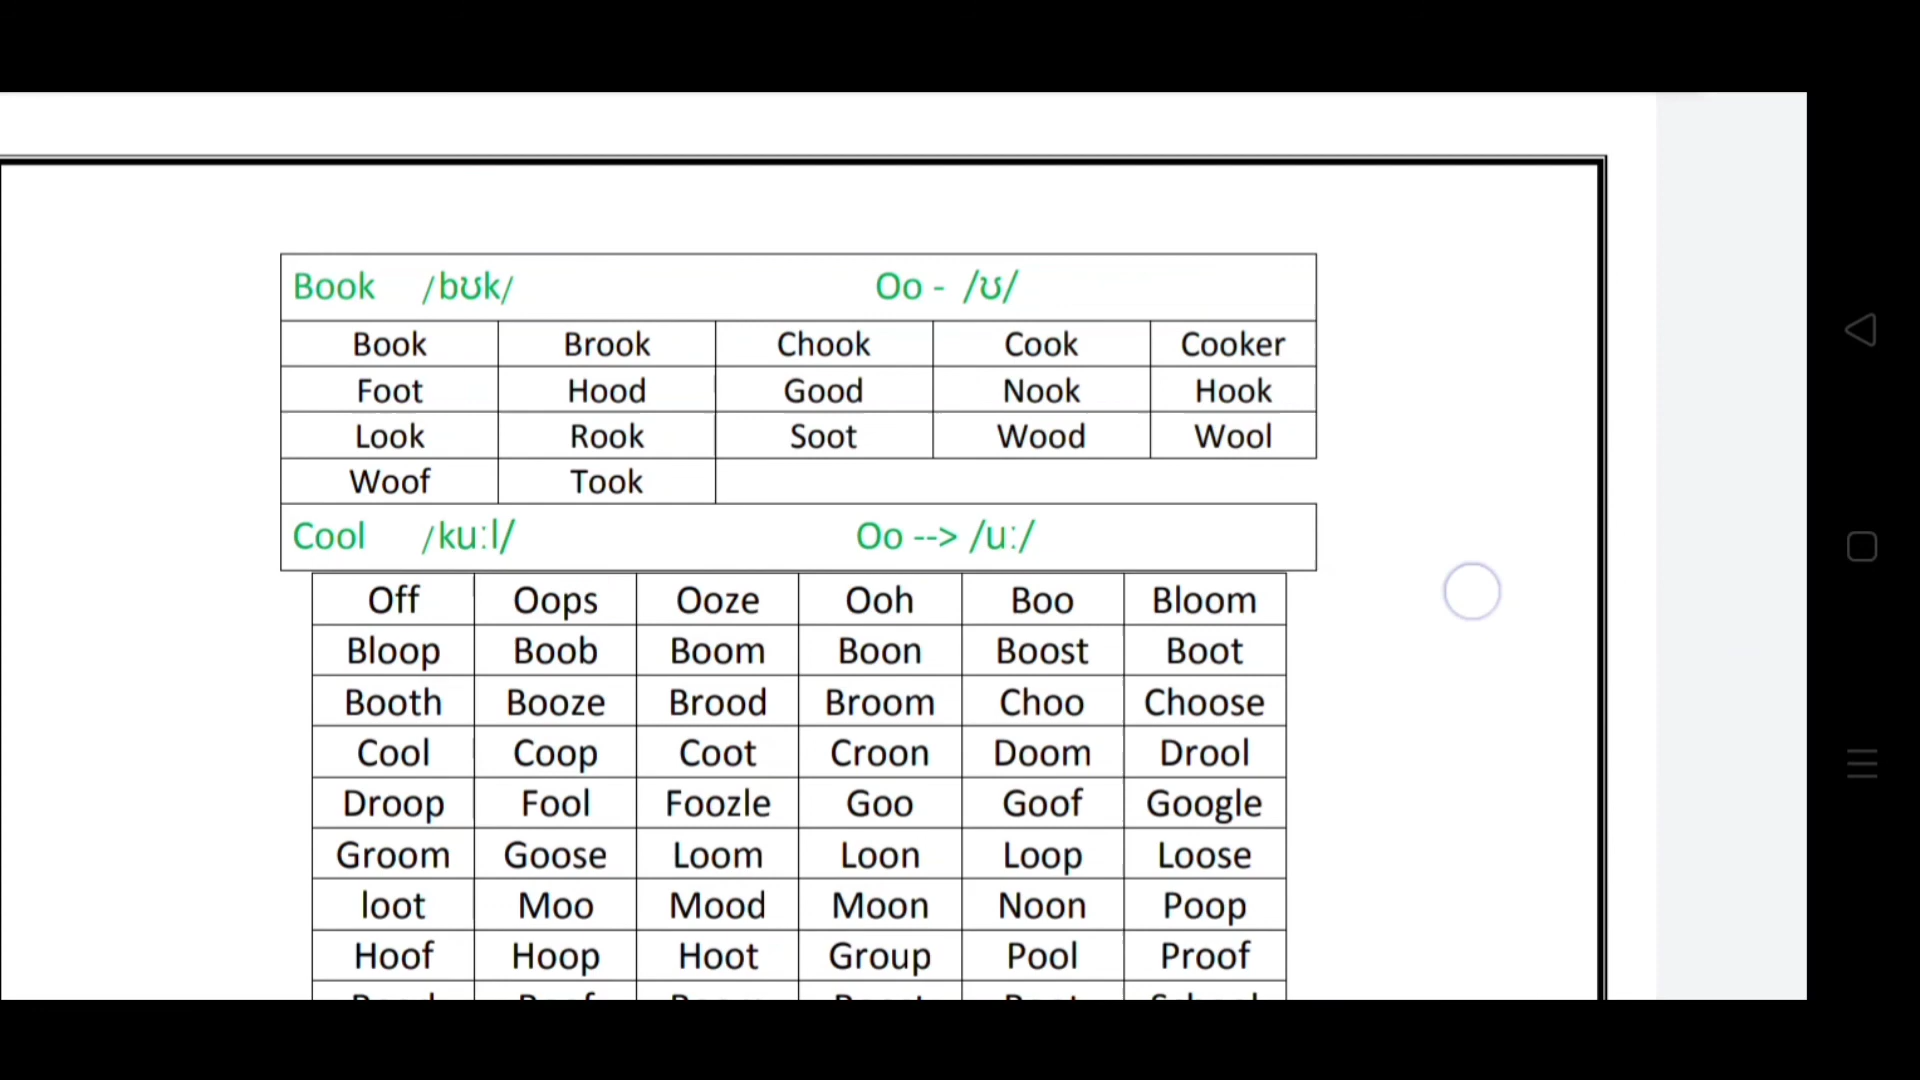 Book /bʊk/ Oo - /ʊ/
Book Brook Chook Cook Cooker
Foot Hood Good Nook Hook
Look Rook Soot Wood Wool
Woof Took
Cool /kuːl/ Oo --> /uː/
Off Oops Ooze Ooh Boo Bloom
Bloop Boob Boom Boon Boost Boot
Booth Booze Brood Broom Choo Choose
Cool Coop Coot Croon Doom Drool
Droop Fool Foozle Goo Goof Google
Groom Goose Loom Loon Loop Loose
loot Moo Mood Moon Noon Poop
Hoof Hoop Hoot Group Pool Proof